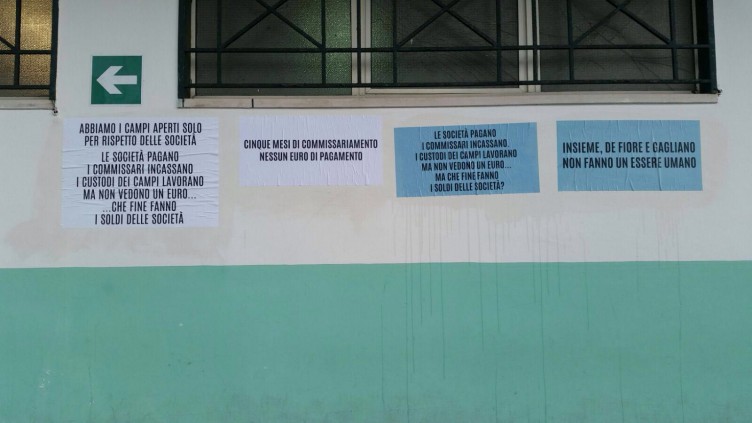 ABBIAMO I CAMPI APERTI SOLO
PER RISPETTO DELLE SOCIETÀ
LE SOCIETÀ PAGANO
I COMMISSARI INCASSANO
I CUSTODI DEI CAMPI LAVORANO
MA NON VEDONO UN EURO...
...CHE FINE FANNO
I SOLDI DELLE SOCIETÀ
CINQUE MESI DI COMMISSARIAMENTO
NESSUN EURO DI PAGAMENTO
LE SOCIETÀ PAGANO
I COMMISSARI INCASSANO.
I CUSTODI DEI CAMPI LAVORANO
MA NON VEDONO UN EURO...
MA CHE FINE FANNO
I SOLDI DELLE SOCIETÀ?
INSIEME, DE FIORE E CAGLIANO
NON FANNO UN ESSERE UMANO